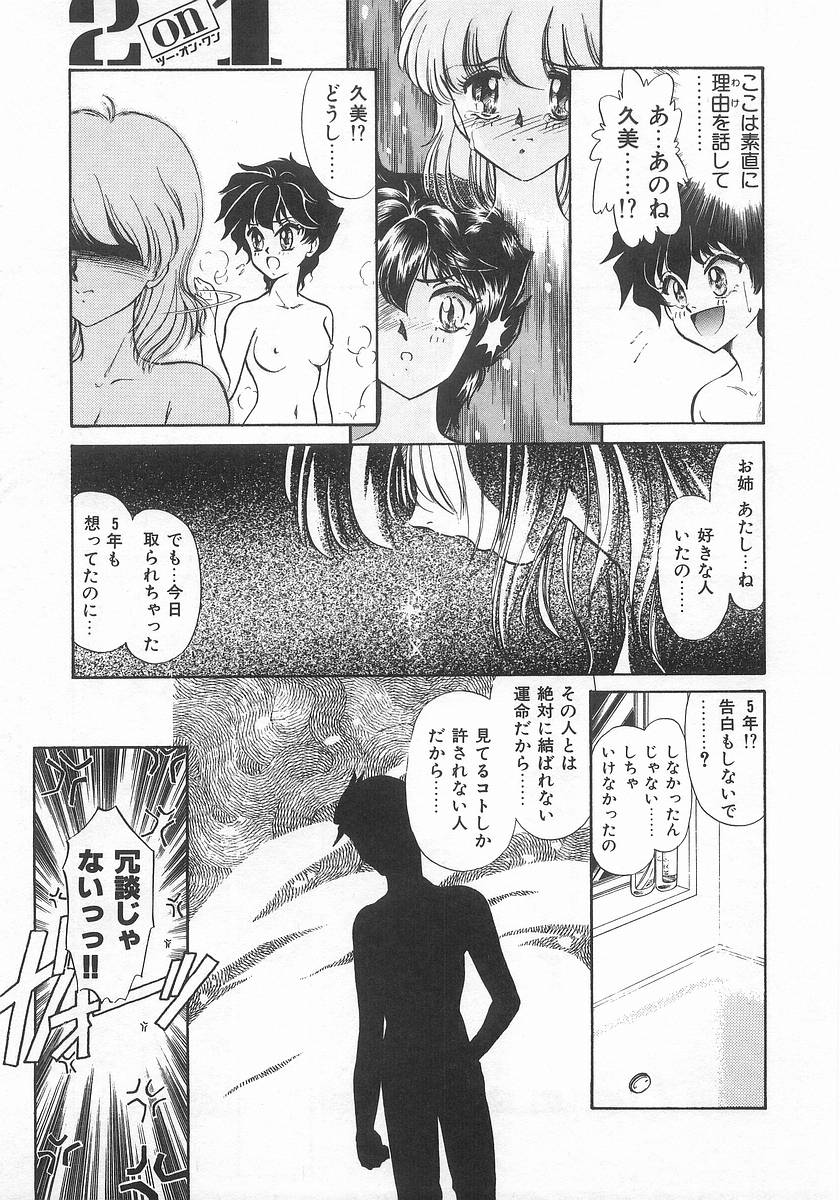 2 on 1
ツー・オン・ワン
ここは素直に
理由を話して
わけ
………
あ…あのね
久美……!?
久美!?
どうし……
お姉 あたし…ね
好きな人
いたの……
でも…今日
取られちゃった
5年も
想ってたのに…
5年!?
告白もしないで
………？
しなかったん
じゃない……
しちゃ
いけなかったの
その人とは
絶対に結ばれない
運命だから……
見てるコトしか
許されない人
だから……
冗談じゃ
ないっっ!!
ガオーッ